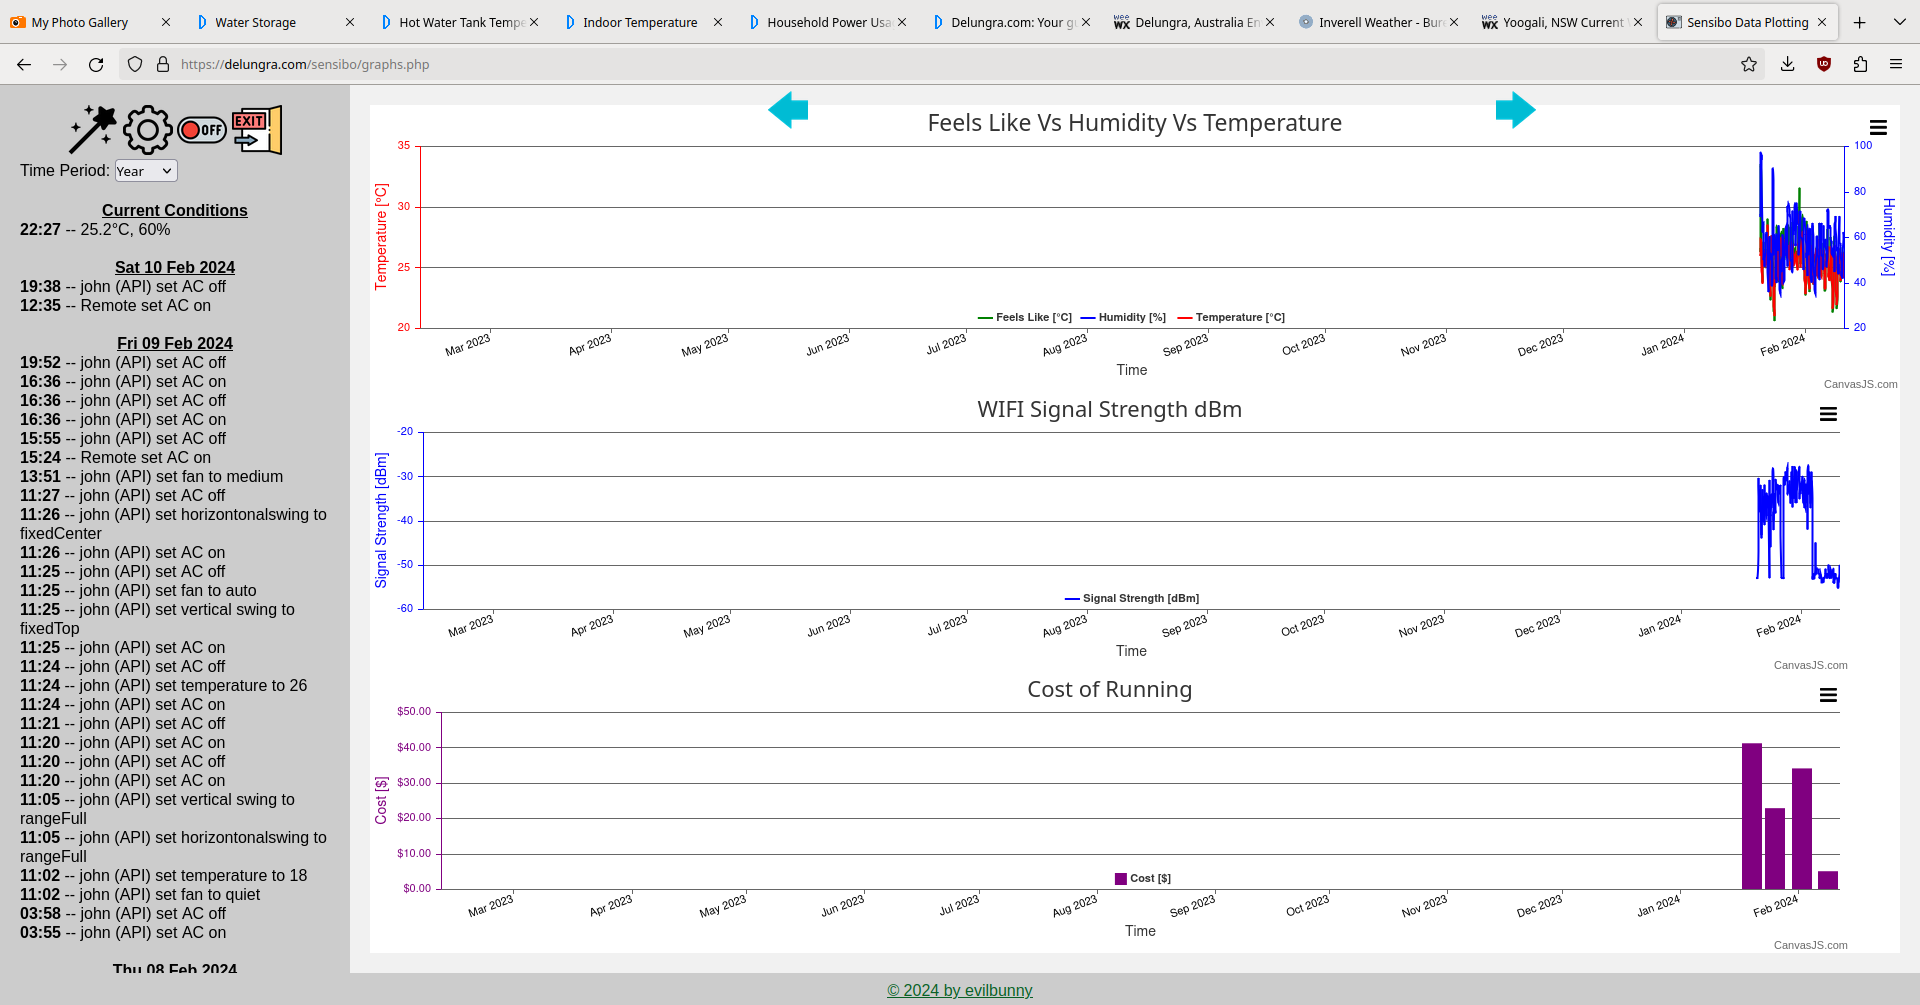 My Photo Gallery
Water Storage
Hot Water Tank Tempe
Indoor Temperature
Household Power Usa
Delungra.com: Your g
Delungra, Australia En
Inverell Weather - Bur
Yoogali, NSW Current
Sensibo Data Plotting
https://delungra.com/sensibo/graphs.php
OFF
EXIT
Time Period: Year
Current Conditions
22:27 -- 25.2°C, 60%
Sat 10 Feb 2024
19:38 -- john (API) set AC off
12:35 -- Remote set AC on
Fri 09 Feb 2024
19:52 -- john (API) set AC off
16:36 -- john (API) set AC on
16:36 -- john (API) set AC off
16:36 -- john (API) set AC on
15:55 -- john (API) set AC off
15:24 -- Remote set AC on
13:51 -- john (API) set fan to medium
11:27 -- john (API) set AC off
11:26 -- john (API) set horizontonalswing to
fixedCenter
11:26 -- john (API) set AC on
11:25 -- john (API) set AC off
11:25 -- john (API) set fan to auto
11:25 -- john (API) set vertical swing to
fixedTop
11:25 -- john (API) set AC on
11:24 -- john (API) set AC off
11:24 -- john (API) set temperature to 26
11:24 -- john (API) set AC on
11:21 -- john (API) set AC off
11:20 -- john (API) set AC on
11:20 -- john (API) set AC off
11:20 -- john (API) set AC on
11:05 -- john (API) set vertical swing to
rangeFull
11:05 -- john (API) set horizontonalswing to
rangeFull
11:02 -- john (API) set temperature to 18
11:02 -- john (API) set fan to quiet
03:58 -- john (API) set AC off
03:55 -- john (API) set AC on
Thu 08 Feb 2024
Feels Like Vs Humidity Vs Temperature
Temperature [°C]
35
30
25
20
Humidity [%]
100
80
60
40
20
Feels Like [°C] Humidity [%] Temperature [°C]
Mar 2023 Apr 2023 May 2023 Jun 2023 Jul 2023 Aug 2023 Sep 2023 Oct 2023 Nov 2023 Dec 2023 Jan 2024 Feb 2024
Time
CanvasJS.com
WIFI Signal Strength dBm
Signal Strength [dBm]
-20
-30
-40
-50
-60
Signal Strength [dBm]
Mar 2023 Apr 2023 May 2023 Jun 2023 Jul 2023 Aug 2023 Sep 2023 Oct 2023 Nov 2023 Dec 2023 Jan 2024 Feb 2024
Time
CanvasJS.com
Cost of Running
Cost [$]
$50.00
$40.00
$30.00
$20.00
$10.00
$0.00
Cost [$]
Mar 2023 Apr 2023 May 2023 Jun 2023 Jul 2023 Aug 2023 Sep 2023 Oct 2023 Nov 2023 Dec 2023 Jan 2024 Feb 2024
Time
CanvasJS.com
© 2024 by evilbunny